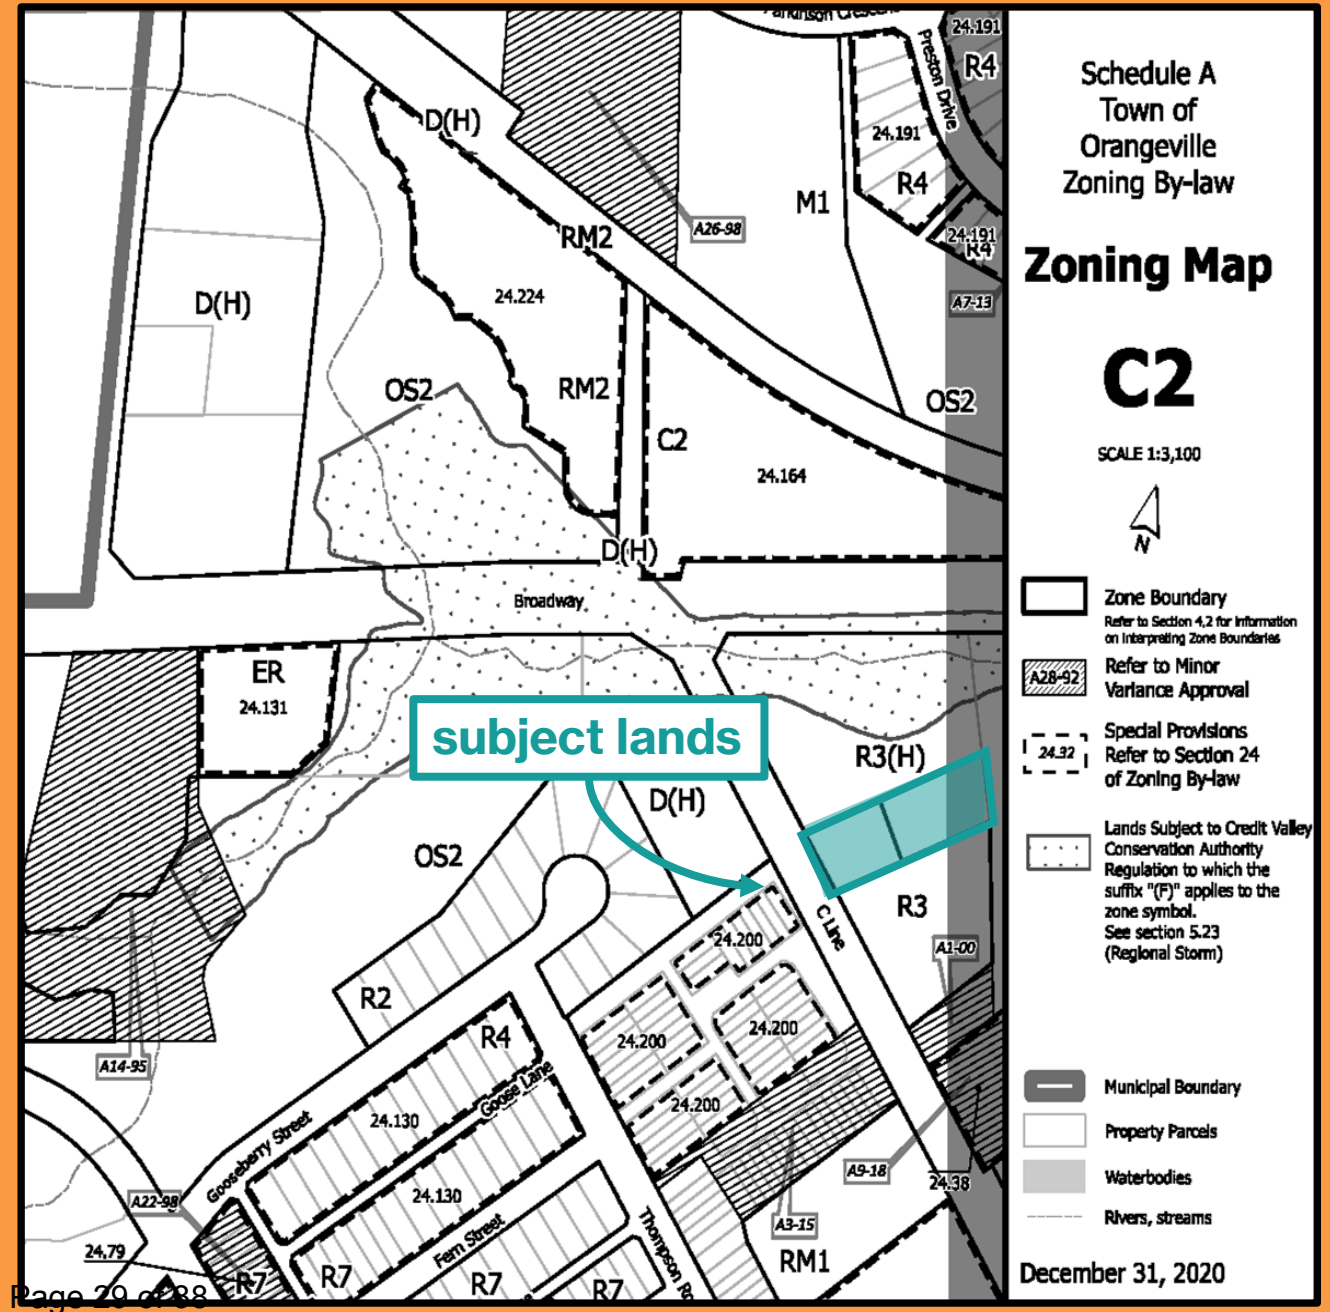 Parkinson Crescent
24.191
R4
Preston Drive
D(H)
24.191
R4
M1
A26-98
RM2
24.191
R4
A7-13
24.224
D(H)
OS2
RM2
OS2
C2
24.164
D(H)
Broadway
ER
24.131
subject lands
R3(H)
D(H)
OS2
R3
C Line
24.200
A1-00
R2
24.200
24.200
R4
Goose Lane
A14-95
24.130
24.200
Gooseberry Street
A9-18
24.38
24.130
A22-98
A3-15
Fern Street
Thompson Ro
24.79
RM1
R7
R7
R7
R7
Page 29 of 88
Schedule A
Town of
Orangeville
Zoning By-law
Zoning Map
C2
SCALE 1:3,100
N
Zone Boundary
Refer to Section 4.2 for information
on interpreting Zone Boundaries
A28-92
Refer to Minor
Variance Approval
24.32
Special Provisions
Refer to Section 24
of Zoning By-law
Lands Subject to Credit Valley
Conservation Authority
Regulation to which the
suffix "(F)" applies to the
zone symbol.
See section 5.23
(Regional Storm)
Municipal Boundary
Property Parcels
Waterbodies
Rivers, streams
December 31, 2020